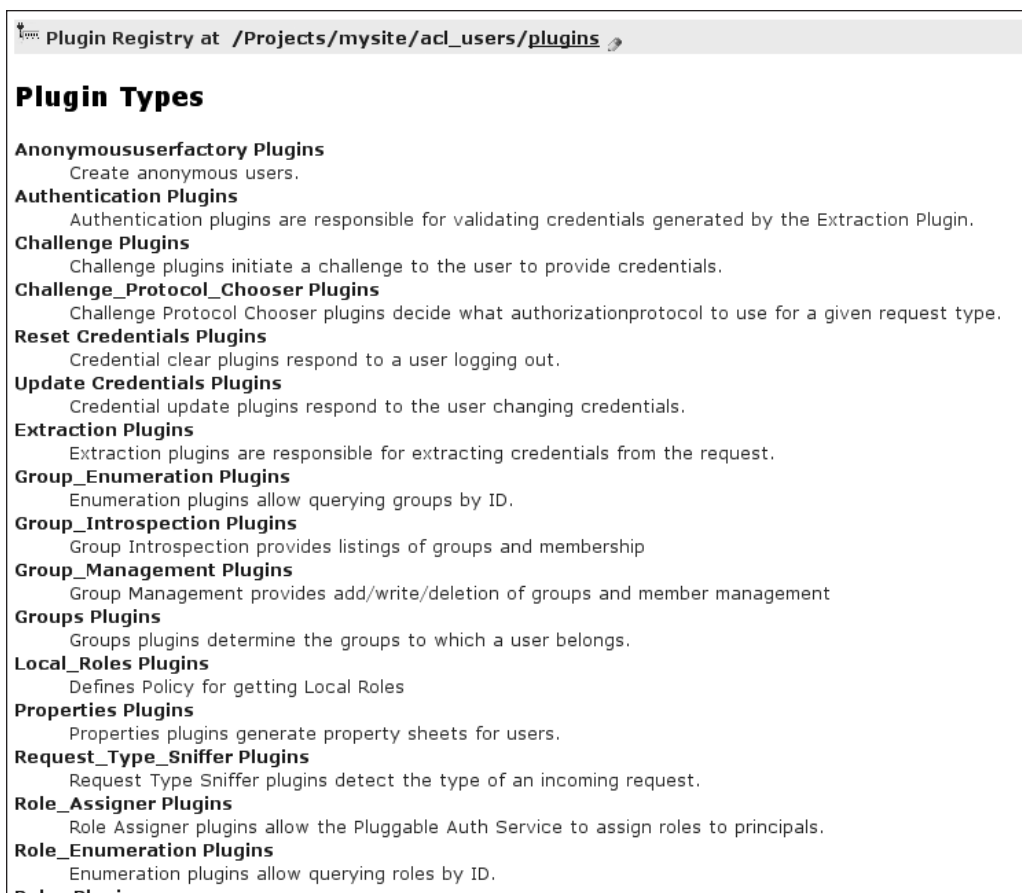 Plugin Registry at /Projects/mysite/acl_users/plugins
Plugin Types
Anonymoususerfactory Plugins
Create anonymous users.
Authentication Plugins
Authentication plugins are responsible for validating credentials generated by the Extraction Plugin.
Challenge Plugins
Challenge plugins initiate a challenge to the user to provide credentials.
Challenge_Protocol_Chooser Plugins
Challenge Protocol Chooser plugins decide what authorizationprotocol to use for a given request type.
Reset Credentials Plugins
Credential clear plugins respond to a user logging out.
Update Credentials Plugins
Credential update plugins respond to the user changing credentials.
Extraction Plugins
Extraction plugins are responsible for extracting credentials from the request.
Group_Enumeration Plugins
Enumeration plugins allow querying groups by ID.
Group_Introspection Plugins
Group Introspection provides listings of groups and membership
Group_Management Plugins
Group Management provides add/write/deletion of groups and member management
Groups Plugins
Groups plugins determine the groups to which a user belongs.
Local_Roles Plugins
Defines Policy for getting Local Roles
Properties Plugins
Properties plugins generate property sheets for users.
Request_Type_Sniffer Plugins
Request Type Sniffer plugins detect the type of an incoming request.
Role_Assigner Plugins
Role Assigner plugins allow the Pluggable Auth Service to assign roles to principals.
Role_Enumeration Plugins
Enumeration plugins allow querying roles by ID.